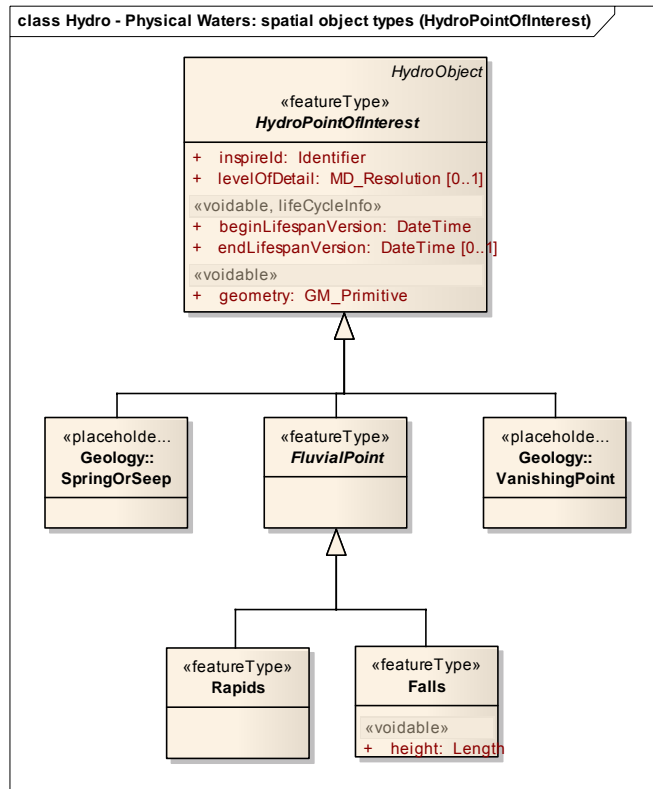 class Hydro - Physical Waters: spatial object types (HydroPointOfInterest)
HydroObject
«featureType»
HydroPointOfInterest
+ inspireId: Identifier
+ levelOfDetail: MD_Resolution [0..1]
«voidable, lifeCycleInfo»
+ beginLifespanVersion: DateTime
+ endLifespanVersion: DateTime [0..1]
«voidable»
+ geometry: GM_Primitive
«placeholde...
Geology::
SpringOrSeep
«featureType»
FluvialPoint
«placeholde...
Geology::
VanishingPoint
«featureType»
Rapids
«featureType»
Falls
«voidable»
+ height: Length